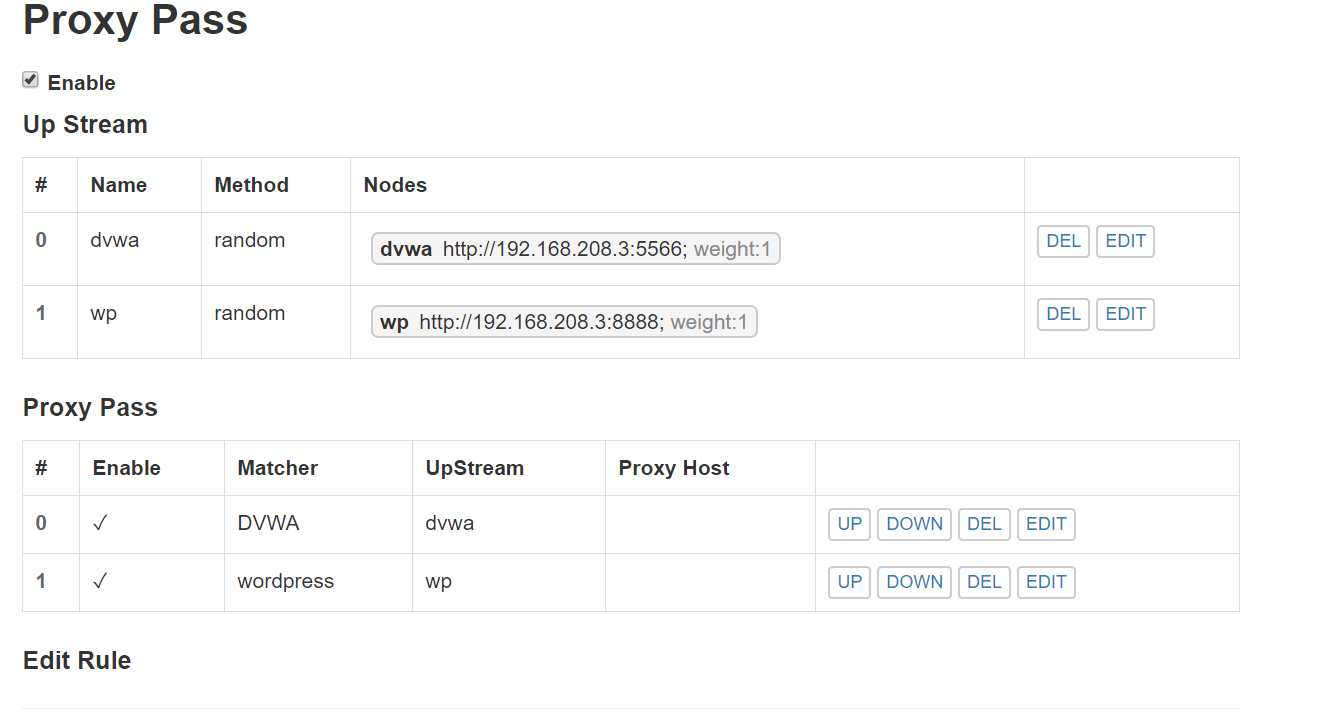 Proxy Pass
Enable
Up Stream
# Name Method Nodes
0 dvwa random dvwa http://192.168.208.3:5566; weight:1 DEL EDIT
1 wp random wp http://192.168.208.3:8888; weight:1 DEL EDIT
Proxy Pass
# Enable Matcher UpStream Proxy Host
0 ✓ DVWA dvwa UP DOWN DEL EDIT
1 ✓ wordpress wp UP DOWN DEL EDIT
Edit Rule